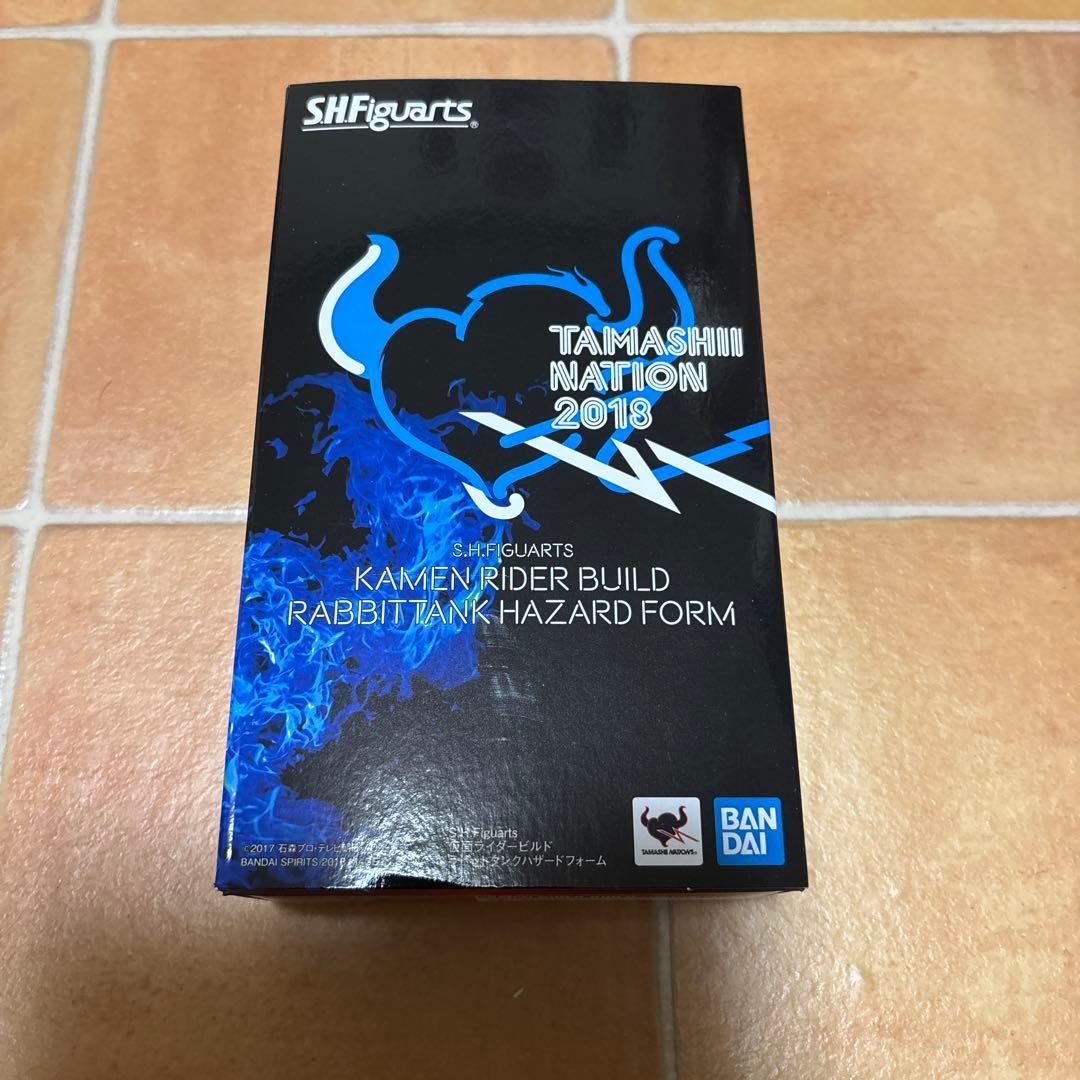 S.H.Figuarts®
TAMASHII
NATION
2018
S.H.FIGUARTS
KAMEN RIDER BUILD
RABBITTANK HAZARD FORM
©2017 石森プロ・テレビ
BANDAI SPIRITS
S.H.Figuarts
仮面ライダービルド
ラビットタンクハザードフォーム
TAMASHII NATIONS®
BAN
DAI